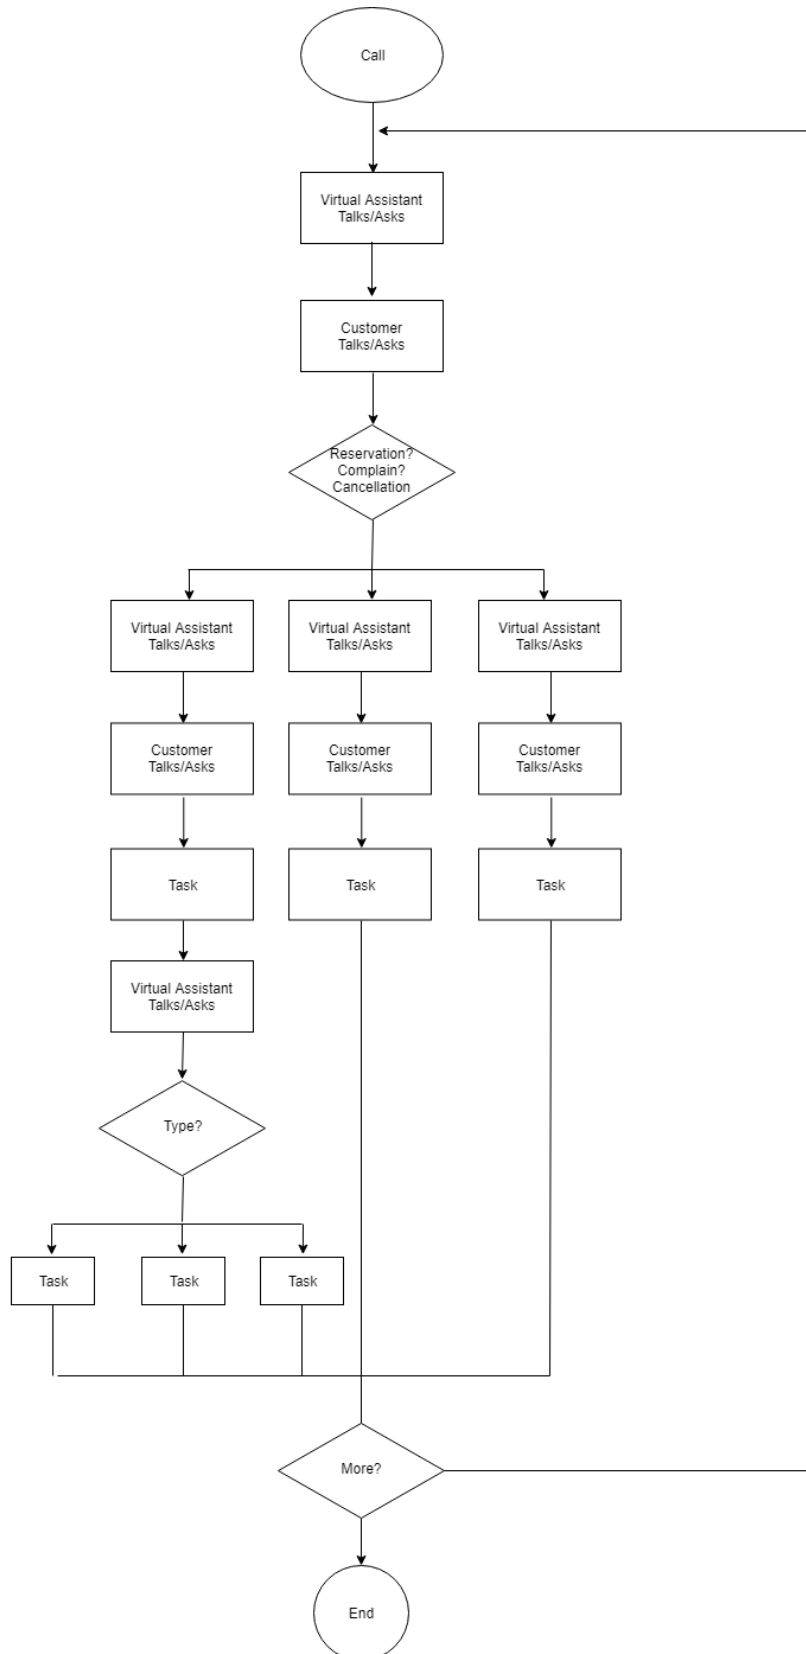 Call
Virtual Assistant
Talks/Asks
Customer
Talks/Asks
Reservation?
Complain?
Cancellation
Virtual Assistant
Talks/Asks
Virtual Assistant
Talks/Asks
Virtual Assistant
Talks/Asks
Customer
Talks/Asks
Customer
Talks/Asks
Customer
Talks/Asks
Task
Task
Task
Virtual Assistant
Talks/Asks
Type?
Task
Task
Task
More?
End